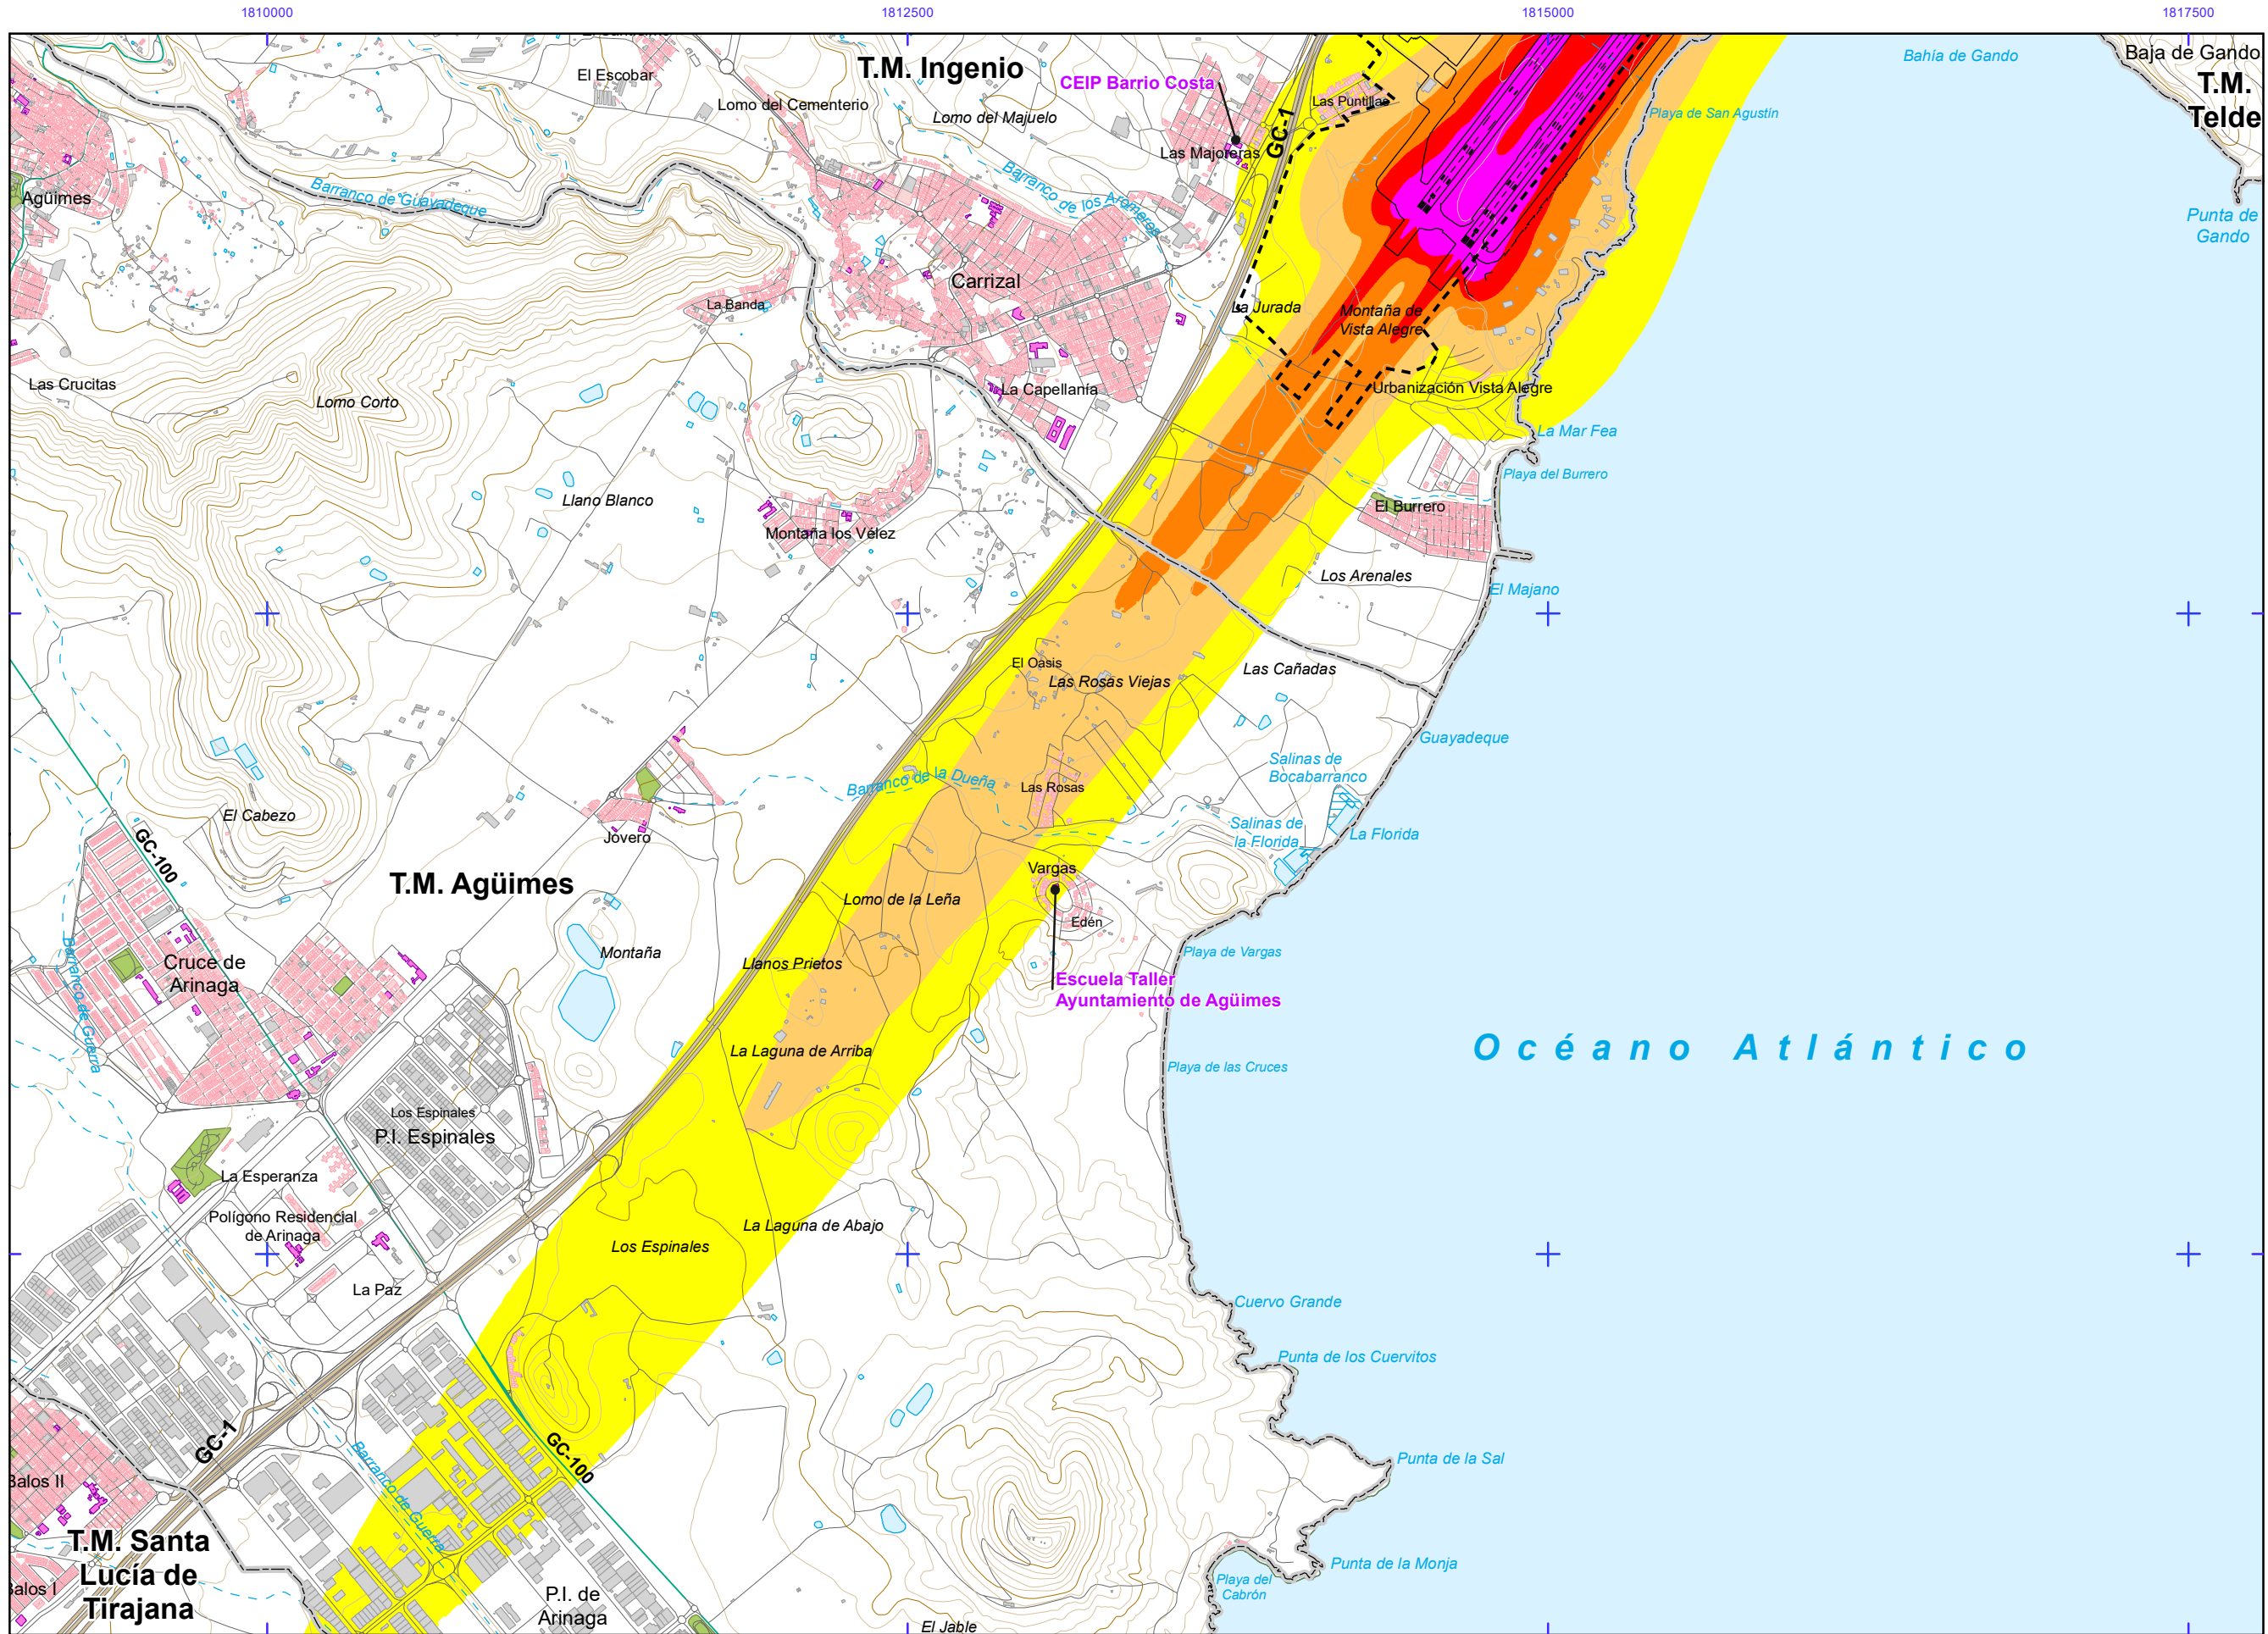 1810000
1812500
1815000
1817500
T.M. Ingenio
Bahía de Gando
Baja de Gando
T.M.
Telde
El Escobar
CEIP Barrio Costa
Lomo del Cementerio
Lomo del Majuelo
Las Puntillas
Playa de San Agustin
GC-1
Las Majoreras
Barranco de Guayadeque
Barranco de los Aromeros
Agüimes
Punta de
Gando
Carrizal
La Banda
La Jurada
Montaña de
Vista Alegre
Las Crucitas
Lomo Corto
La Capellanía
Urbanización Vista Alegre
La Mar Fea
Playa del Burrero
Llano Blanco
El Burrero
Montaña los Vélez
Los Arenales
El Majano
El Oasis
Las Rosas Viejas
Las Cañadas
Guayadeque
Salinas de
Bocabarranco
Barranco de la Dueña
Las Rosas
El Cabezo
Jovero
Salinas de
la Florida
La Florida
GC-100
Vargas
T.M. Agüimes
Lomo de la Leña
Edén
Barranco de Guerra
Cruce de
Arinaga
Montaña
Llanos Prietos
Playa de Vargas
Escuela Taller
Ayuntamiento de Agüimes
Océano Atlántico
La Laguna de Arriba
Playa de las Cruces
Los Espinales
P.I. Espinales
La Esperanza
Polígono Residencial
de Arinaga
La Laguna de Abajo
Los Espinales
La Paz
Cuervo Grande
Punta de los Cuervitos
GC-1
GC-100
Barranco de Guerra
Punta de la Sal
Balos II
T.M. Santa
Lucía de
Tirajana
Balos I
P.I. de
Arinaga
Punta de la Monja
Playa del
Cabrón
El Jable